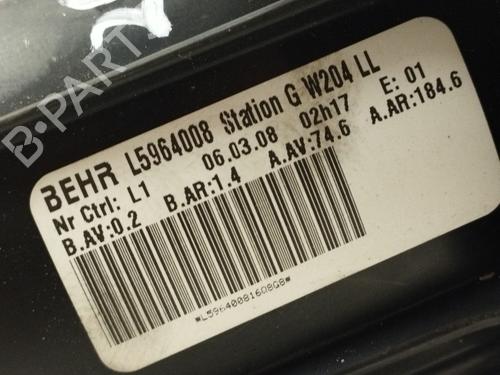 B-PARTS
BEHR L5964008 Station G W204 LL
06.03.08 02h17 E: 01
Nr Ctrl: L1
B.AV:0.2 B.AR:1.4 A.AV:74.6 A.AR:184.6